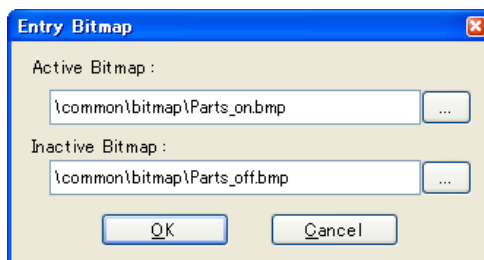 Entry Bitmap
Active Bitmap :
\common\bitmap\Parts_on.bmp
...
Inactive Bitmap :
\common\bitmap\Parts_off.bmp
...
OK Cancel